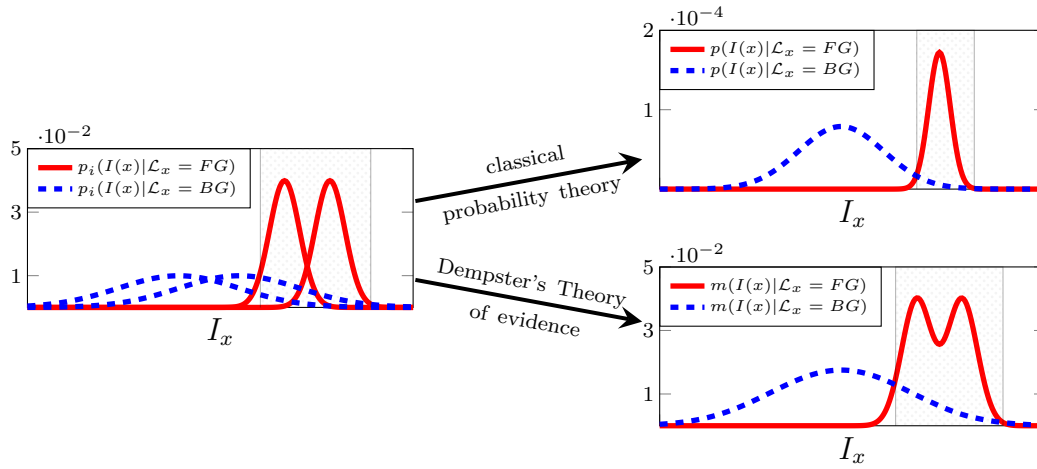 ·10⁻²
5
3
1
p_i(I(x)|ℒ_x = FG)
p_i(I(x)|ℒ_x = BG)
I_x
classical
probability theory
Dempster's Theory
of evidence
·10⁻⁴
2
1
p(I(x)|ℒ_x = FG)
p(I(x)|ℒ_x = BG)
I_x
·10⁻²
5
3
1
m(I(x)|ℒ_x = FG)
m(I(x)|ℒ_x = BG)
I_x